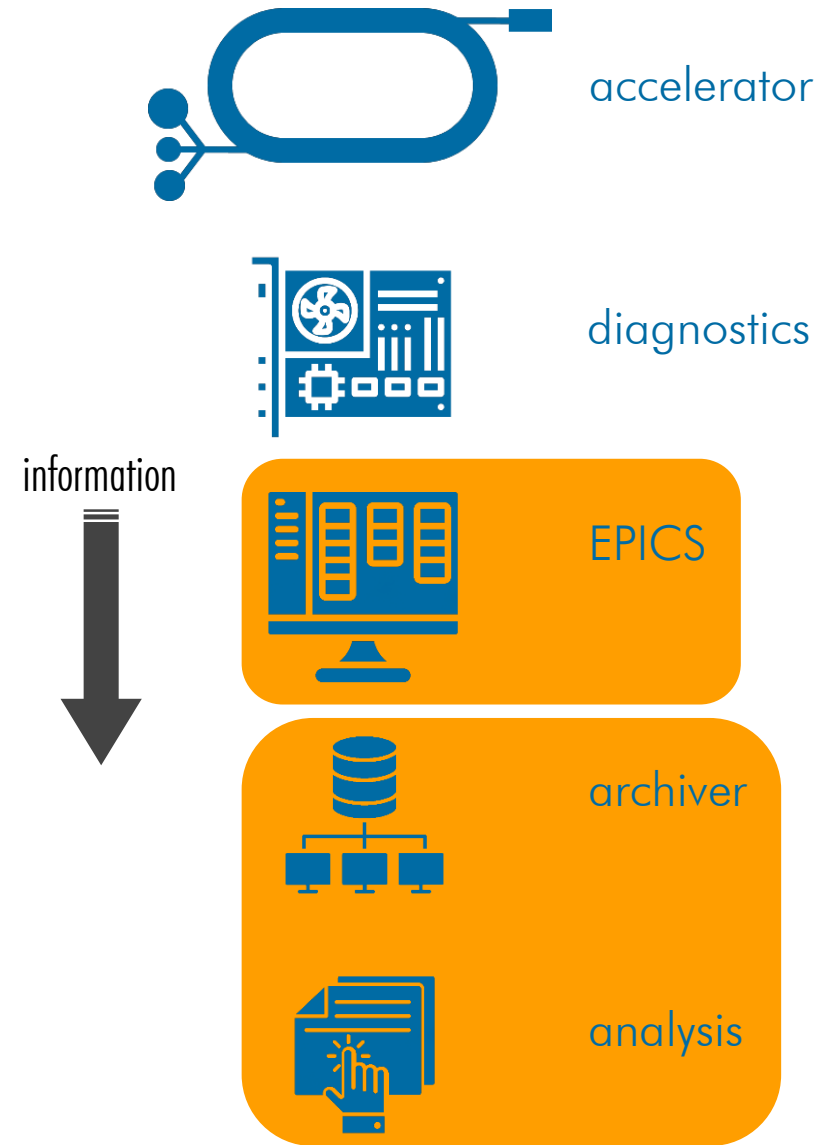 accelerator
diagnostics
information
EPICS
archiver
analysis